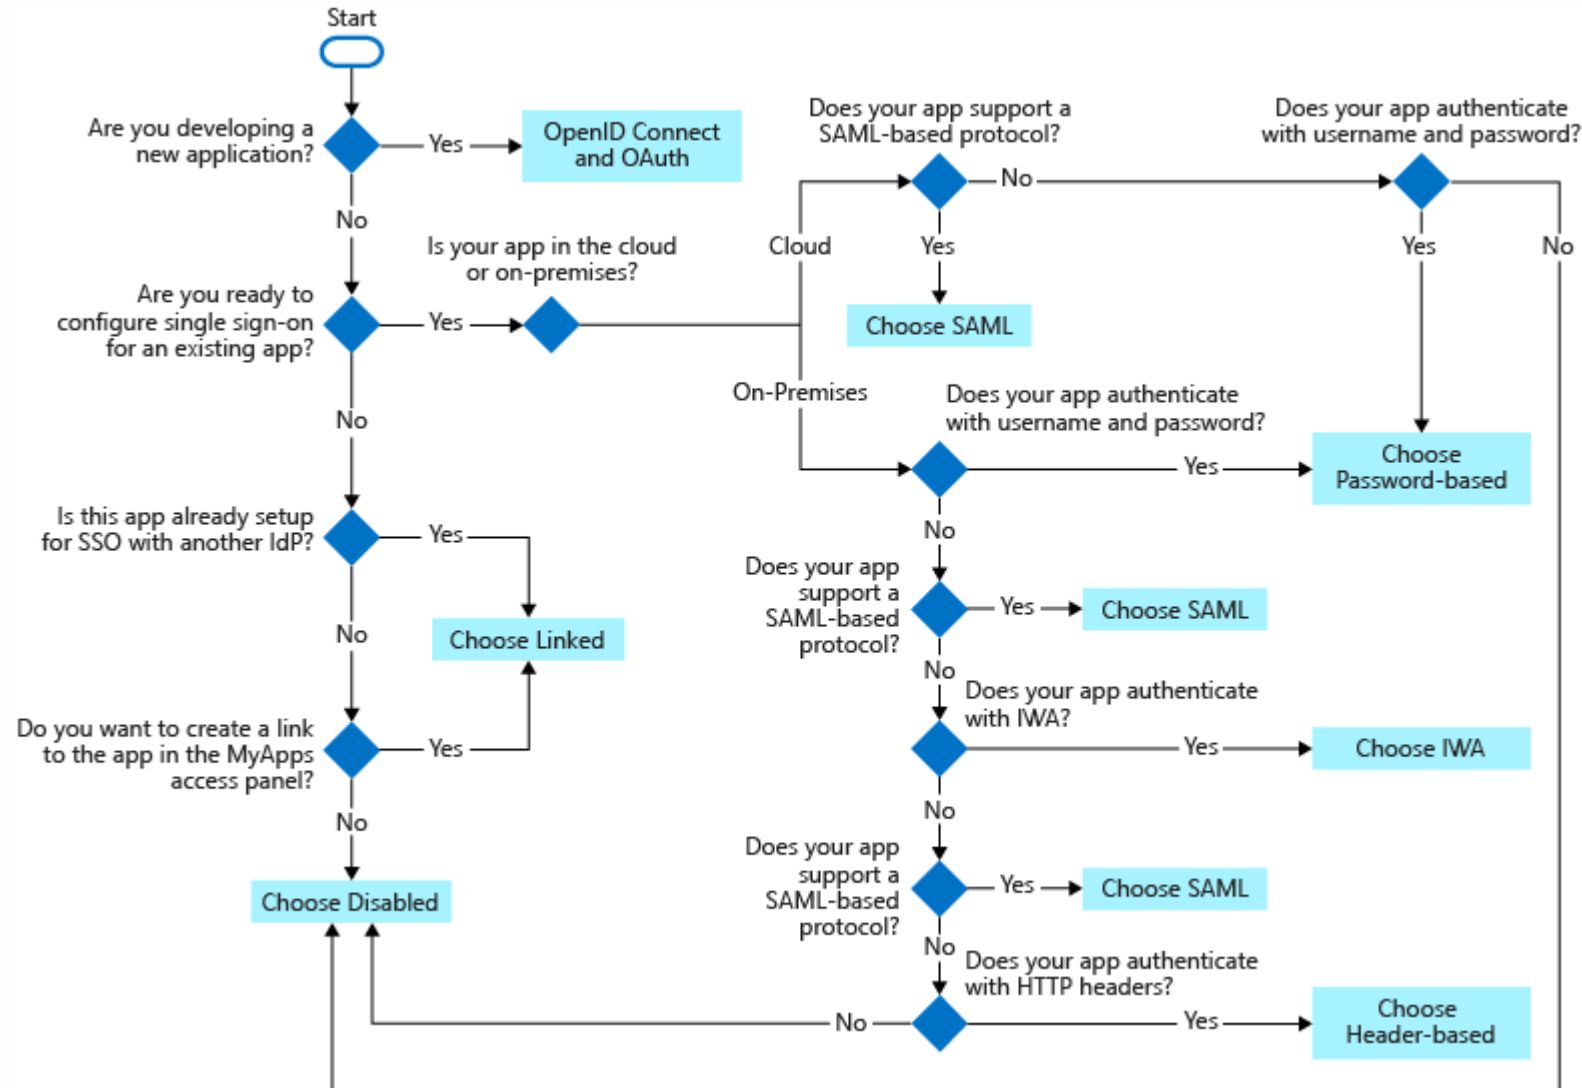 Start
Are you developing a
new application?
Yes
OpenID Connect
and OAuth
No
Does your app support a
SAML-based protocol?
No
Does your app authenticate
with username and password?
Cloud
Yes
Choose SAML
Yes
No
Is your app in the cloud
or on-premises?
Are you ready to
configure single sign-on
for an existing app?
Yes
On-Premises
No
Does your app authenticate
with username and password?
Yes
Choose
Password-based
Is this app already setup
for SSO with another IdP?
Yes
No
Choose Linked
No
Does your app
support a
SAML-based
protocol?
Yes
Choose SAML
No
Do you want to create a link
to the app in the MyApps
access panel?
Yes
No
Choose Disabled
Does your app authenticate
with IWA?
Yes
Choose IWA
No
Does your app
support a
SAML-based
protocol?
Yes
Choose SAML
No
Does your app authenticate
with HTTP headers?
No
Yes
Choose
Header-based